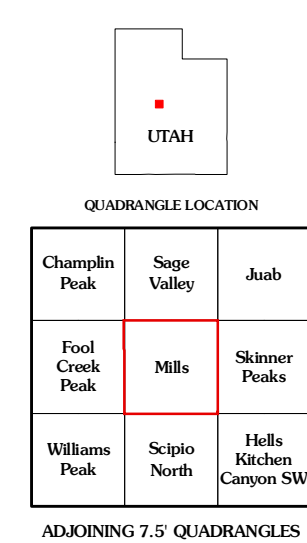 UTAH
QUADRANGLE LOCATION
Champlin
Peak
Sage
Valley
Juab
Fool
Creek
Peak
Mills
Skinner
Peaks
Williams
Peak
Scipio
North
Hells
Kitchen
Canyon SW
ADJOINING 7.5' QUADRANGLES